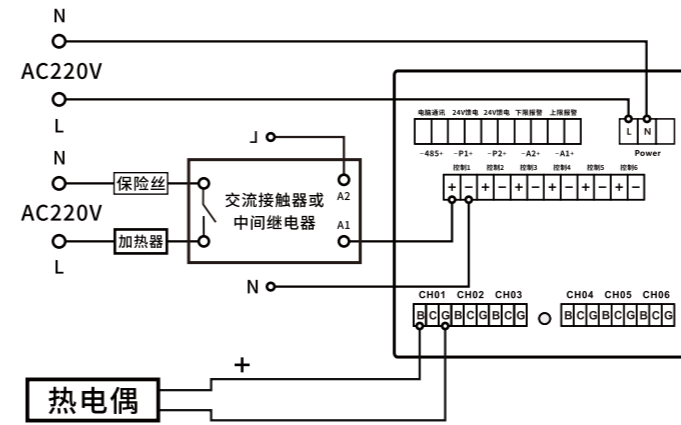 N
AC220V
L
N
AC220V
L
保险丝
加热器
L
交流接触器或
中间继电器
A2
A1
N
电脑通讯 24V馈电 24V馈电 下限报警 上限报警
-485+ -P1+ -P2+ -A2+ -A1+
L N
Power
控制1 控制2 控制3 控制4 控制5 控制6
+ - + - + - + - + - + -
CH01 CH02 CH03
B C G B C G B C G
CH04 CH05 CH06
B C G B C G B C G
+
热电偶